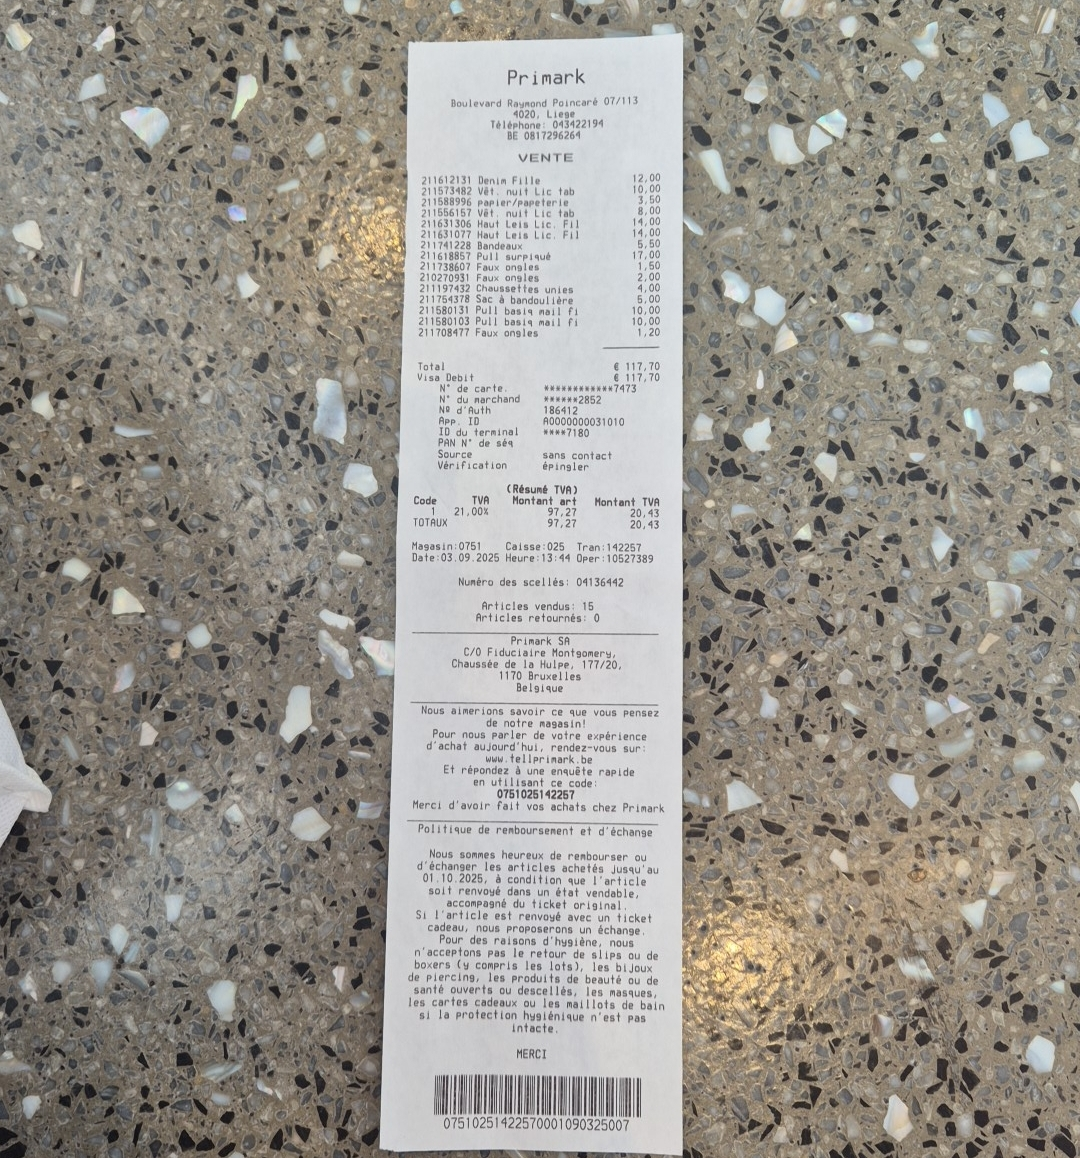 Primark
Boulevard Raymond Poincaré 07/113
4020, Liege
Téléphone: 043422194
BE 0817296264
VENTE
211612131 Denim Fille 12,00
211573482 Vêt. nuit Lic tab 10,00
211588996 papier/papeterie 3,50
211556157 Vêt. nuit Lic tab 8,00
211631306 Haut Leis Lic. Fil 14,00
211631077 Haut Leis Lic. Fil 14,00
211741228 Bandeaux 5,50
211618857 Pull surpiqué 17,00
211738607 Faux ongles 1,50
210270931 Faux ongles 2,00
211197432 Chaussettes unies 4,00
211754378 Sac à bandoulière 5,00
211580131 Pull basiq mail fi 10,00
211580103 Pull basiq mail fi 10,00
211708477 Faux ongles 1,20
Total € 117,70
Visa Debit € 117,70
N° de carte. ************7473
N° du marchand ******2852
Nº d'Auth 186412
App. ID A0000000031010
ID du terminal ****7180
PAN N° de séq
Source sans contact
Vérification épingler
(Résumé TVA)
Code TVA Montant art Montant TVA
1 21,00% 97,27 20,43
TOTAUX 97,27 20,43
Magasin:0751 Caisse:025 Tran:142257
Date:03.09.2025 Heure:13:44 Oper:10527389
Numéro des scellés: 04136442
Articles vendus: 15
Articles retournés: 0
Primark SA
C/O Fiduciaire Montgomery,
Chaussée de la Hulpe, 177/20,
1170 Bruxelles
Belgique
Nous aimerions savoir ce que vous pensez
de notre magasin!
Pour nous parler de votre expérience
d'achat aujourd'hui, rendez-vous sur:
www.tellprimark.be
Et répondez à une enquête rapide
en utilisant ce code:
0751025142257
Merci d'avoir fait vos achats chez Primark
Politique de remboursement et d'échange
Nous sommes heureux de rembourser ou
d'échanger les articles achetés jusqu'au
01.10.2025, à condition que l'article
soit renvoyé dans un état vendable,
accompagné du ticket original.
Si l'article est renvoyé avec un ticket
cadeau, nous proposerons un échange.
Pour des raisons d'hygiène, nous
n'acceptons pas le retour de slips ou de
boxers (y compris les lots), les bijoux
de piercing, les produits de beauté ou de
santé ouverts ou descellés, les masques,
les cartes cadeaux ou les maillots de bain
si la protection hygiénique n'est pas
intacte.
MERCI
075102514225700010903250​07